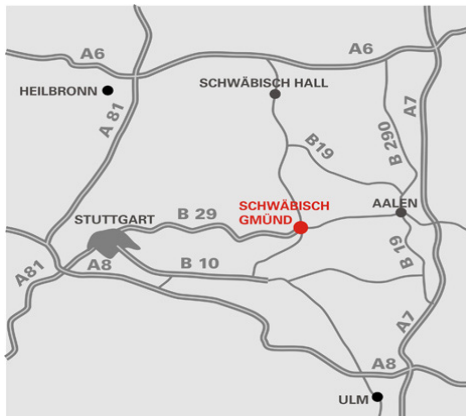 A6
A6
HEILBRONN
SCHWÄBISCH HALL
A7
A 81
B19
B 290
SCHWÄBISCH
GMÜND
AALEN
STUTTGART
B 29
B 19
A81
A8
B 10
A7
A8
ULM